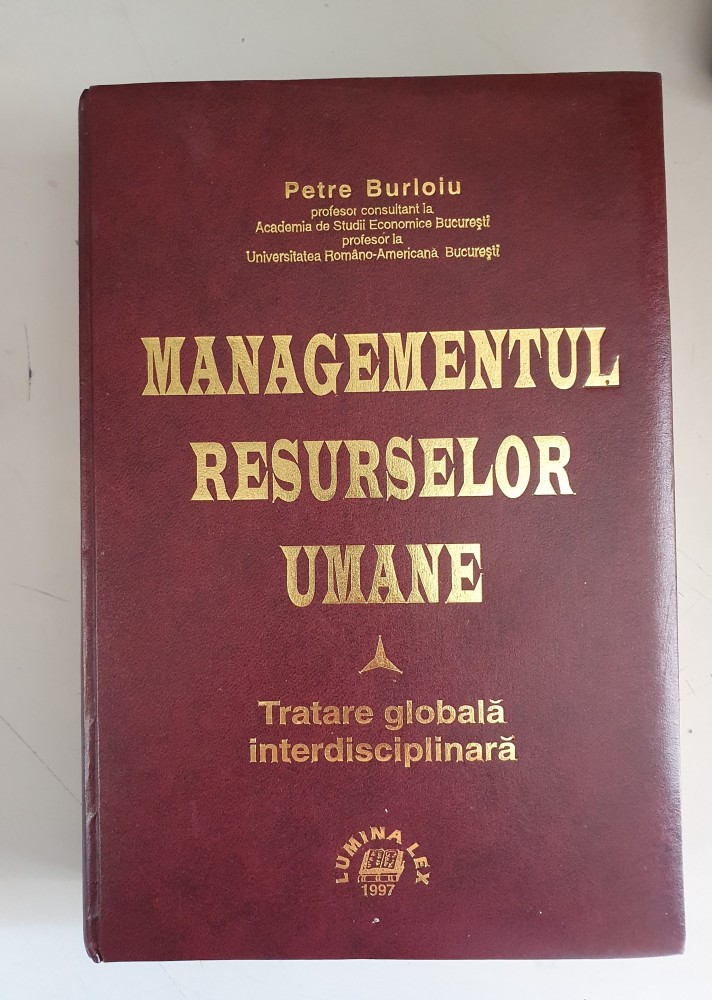 Petre Burloiu
profesor consultant la
Academia de Studii Economice București
profesor la
Universitatea Româno-Americană București
MANAGEMENTUL
RESURSELOR
UMANE
Tratare globală
interdisciplinară
LUMINA LEX
1997